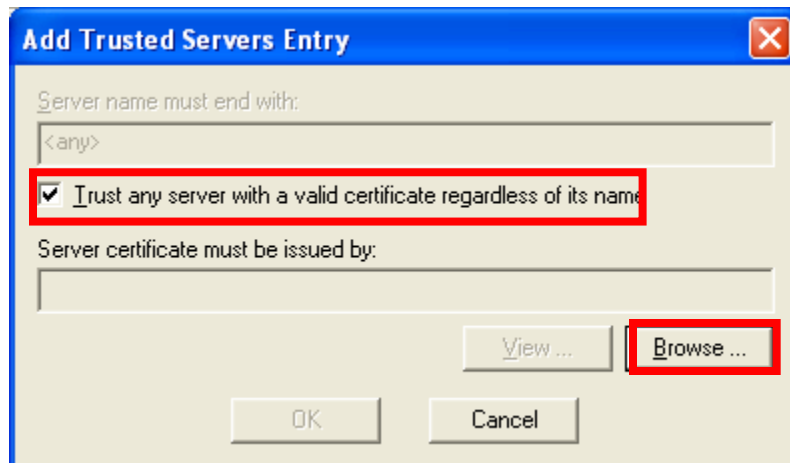 Add Trusted Servers Entry
Server name must end with:
<any>
Trust any server with a valid certificate regardless of its name
Server certificate must be issued by:
View ...
Browse ...
OK
Cancel